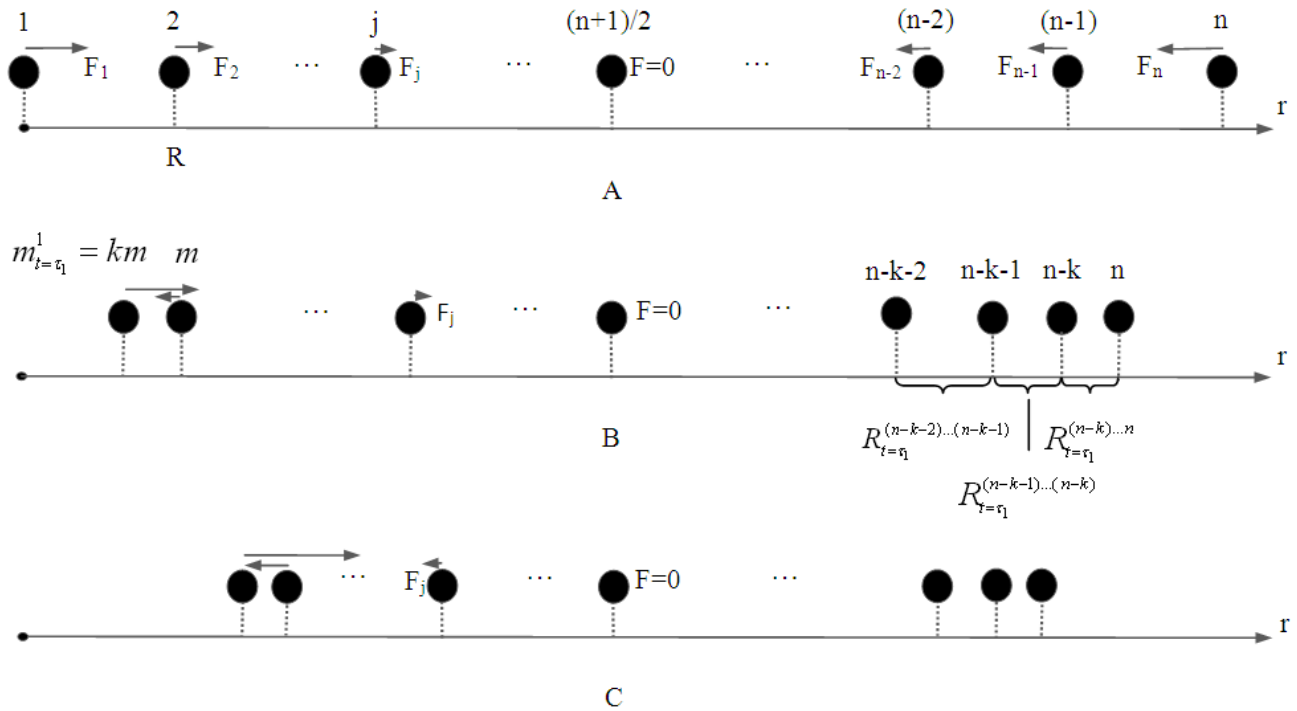 1 2 j (n+1)/2 (n-2) (n-1) n
F₁ F₂ ... Fⱼ ... F=0 ... Fₙ₋₂ Fₙ₋₁ Fₙ
r
R
A
m¹ₜ₌τ₁ = km m
n-k-2 n-k-1 n-k n
... Fⱼ ... F=0 ...
r
B
R^{(n-k-2)...(n-k-1)}_{t=τ₁} R^{(n-k)...n}_{t=τ₁}
R^{(n-k-1)...(n-k)}_{t=τ₁}
... Fⱼ ... F=0 ...
r
C